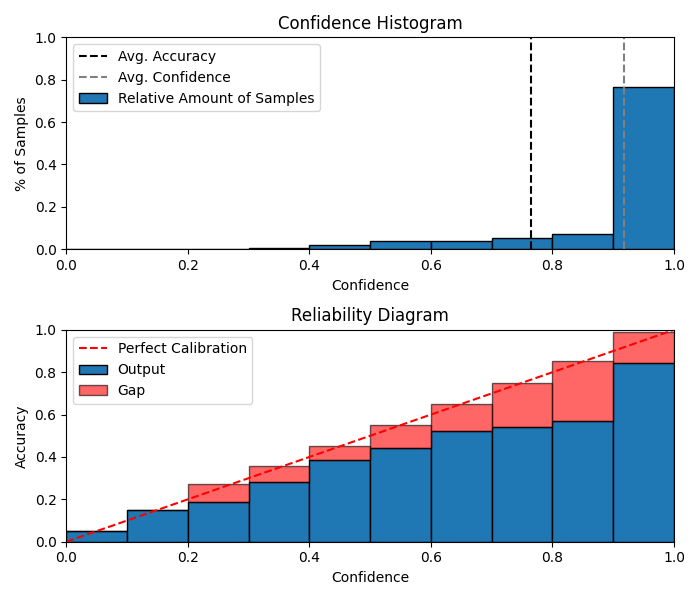 Confidence Histogram
1.0
0.8
0.6
0.4
0.2
0.0
% of Samples
Avg. Accuracy
Avg. Confidence
Relative Amount of Samples
0.0 0.2 0.4 0.6 0.8 1.0
Confidence
Reliability Diagram
1.0
0.8
0.6
0.4
0.2
0.0
Accuracy
Perfect Calibration
Output
Gap
0.0 0.2 0.4 0.6 0.8 1.0
Confidence